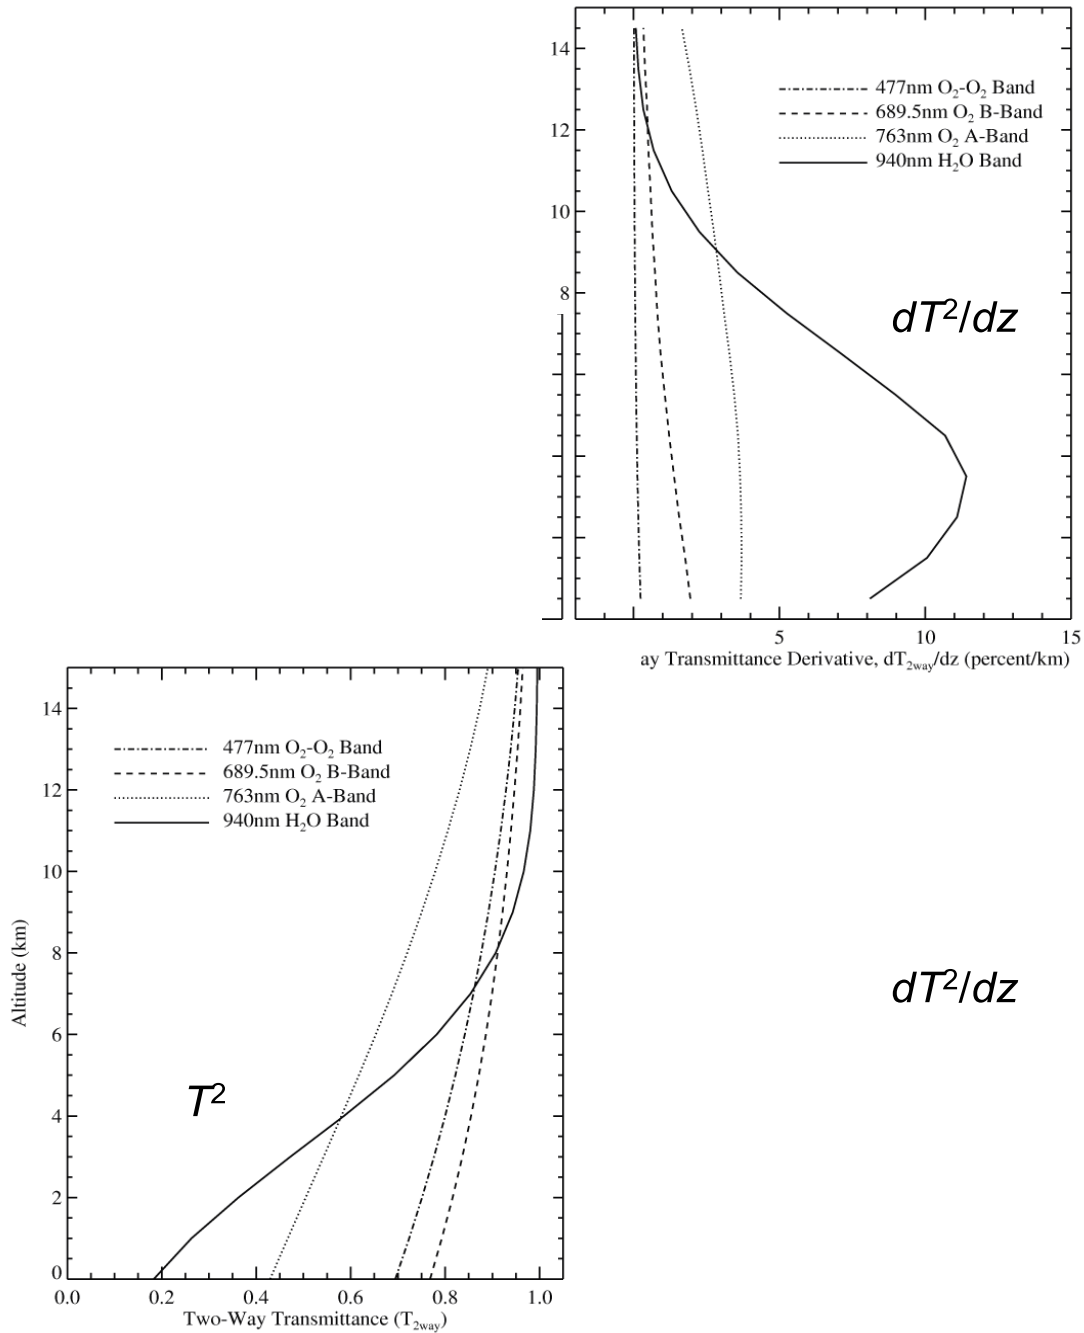 14
12
10
8
477nm O₂-O₂ Band
689.5nm O₂ B-Band
763nm O₂ A-Band
940nm H₂O Band
dT²/dz
5 10 15
ay Transmittance Derivative, dT₂way/dz (percent/km)
14
12
10
8
6
4
2
0
Altitude (km)
477nm O₂-O₂ Band
689.5nm O₂ B-Band
763nm O₂ A-Band
940nm H₂O Band
T²
dT²/dz
0.0 0.2 0.4 0.6 0.8 1.0
Two-Way Transmittance (T₂way)